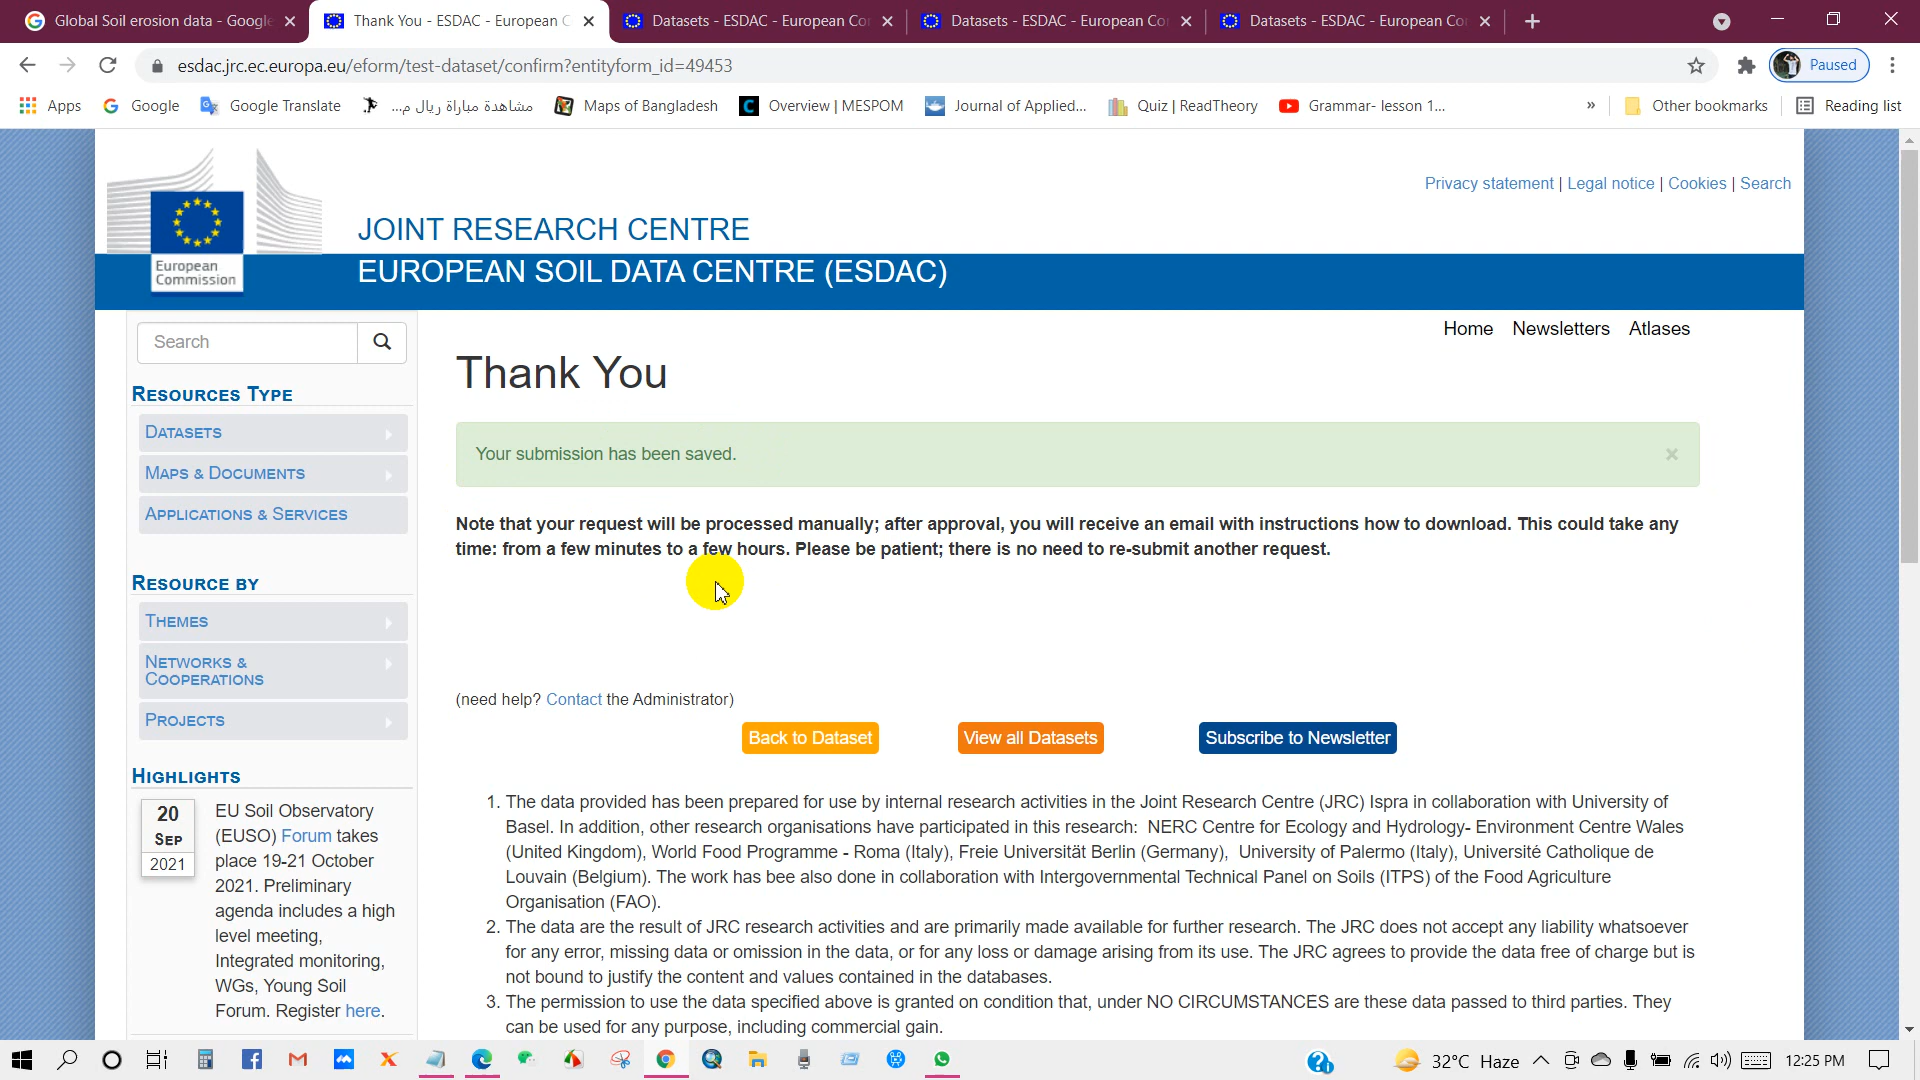 Global Soil erosion data - Google
Thank You - ESDAC - European C
Datasets - ESDAC - European Co
Datasets - ESDAC - European Co
Datasets - ESDAC - European Co
esdac.jrc.ec.europa.eu/eform/test-dataset/confirm?entityform_id=49453
Paused
Apps
Google
Google Translate
مشاهدة مباراة ريال م...
Maps of Bangladesh
Overview | MESPOM
Journal of Applied...
Quiz | ReadTheory
Grammar- lesson 1...
»
Other bookmarks
Reading list
Privacy statement | Legal notice | Cookies | Search
JOINT RESEARCH CENTRE
EUROPEAN SOIL DATA CENTRE (ESDAC)
European
Commission
Search
Home Newsletters Atlases
RESOURCES TYPE
DATASETS
MAPS & DOCUMENTS
APPLICATIONS & SERVICES
RESOURCE BY
THEMES
NETWORKS &
COOPERATIONS
PROJECTS
HIGHLIGHTS
20
SEP
2021
EU Soil Observatory
(EUSO) Forum takes
place 19-21 October
2021. Preliminary
agenda includes a high
level meeting,
Integrated monitoring,
WGs, Young Soil
Forum. Register here.
Thank You
Your submission has been saved.
×
Note that your request will be processed manually; after approval, you will receive an email with instructions how to download. This could take any
time: from a few minutes to a few hours. Please be patient; there is no need to re-submit another request.
(need help? Contact the Administrator)
Back to Dataset
View all Datasets
Subscribe to Newsletter
1. The data provided has been prepared for use by internal research activities in the Joint Research Centre (JRC) Ispra in collaboration with University of
Basel. In addition, other research organisations have participated in this research: NERC Centre for Ecology and Hydrology- Environment Centre Wales
(United Kingdom), World Food Programme - Roma (Italy), Freie Universität Berlin (Germany), University of Palermo (Italy), Université Catholique de
Louvain (Belgium). The work has bee also done in collaboration with Intergovernmental Technical Panel on Soils (ITPS) of the Food Agriculture
Organisation (FAO).
2. The data are the result of JRC research activities and are primarily made available for further research. The JRC does not accept any liability whatsoever
for any error, missing data or omission in the data, or for any loss or damage arising from its use. The JRC agrees to provide the data free of charge but is
not bound to justify the content and values contained in the databases.
3. The permission to use the data specified above is granted on condition that, under NO CIRCUMSTANCES are these data passed to third parties. They
can be used for any purpose, including commercial gain.
32°C Haze
12:25 PM